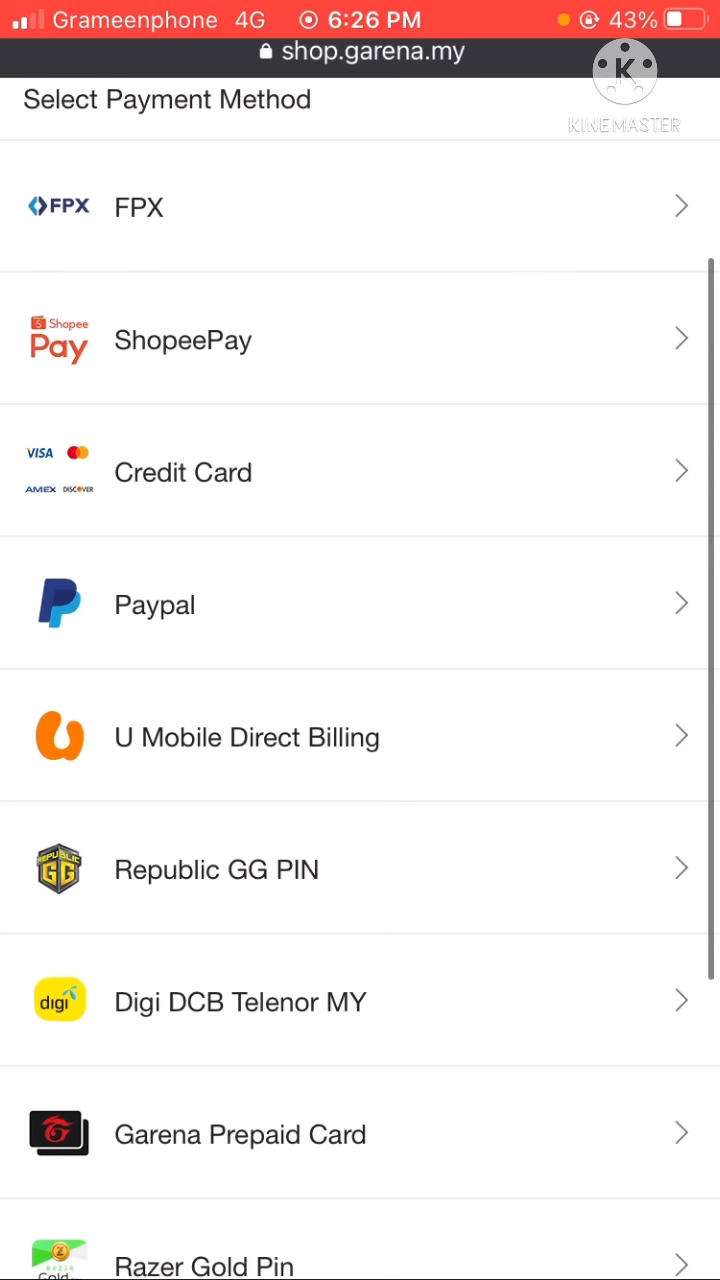 Grameenphone 4G 6:26 PM 43%
shop.garena.my
K
KINEMASTER
Select Payment Method
FPX FPX
S Shopee
Pay ShopeePay
VISA
AMEX DISCOVER
Credit Card
Paypal
U Mobile Direct Billing
REPUBLIC
GG
Republic GG PIN
digi Digi DCB Telenor MY
Garena Prepaid Card
RAZER
Gold
Razer Gold Pin